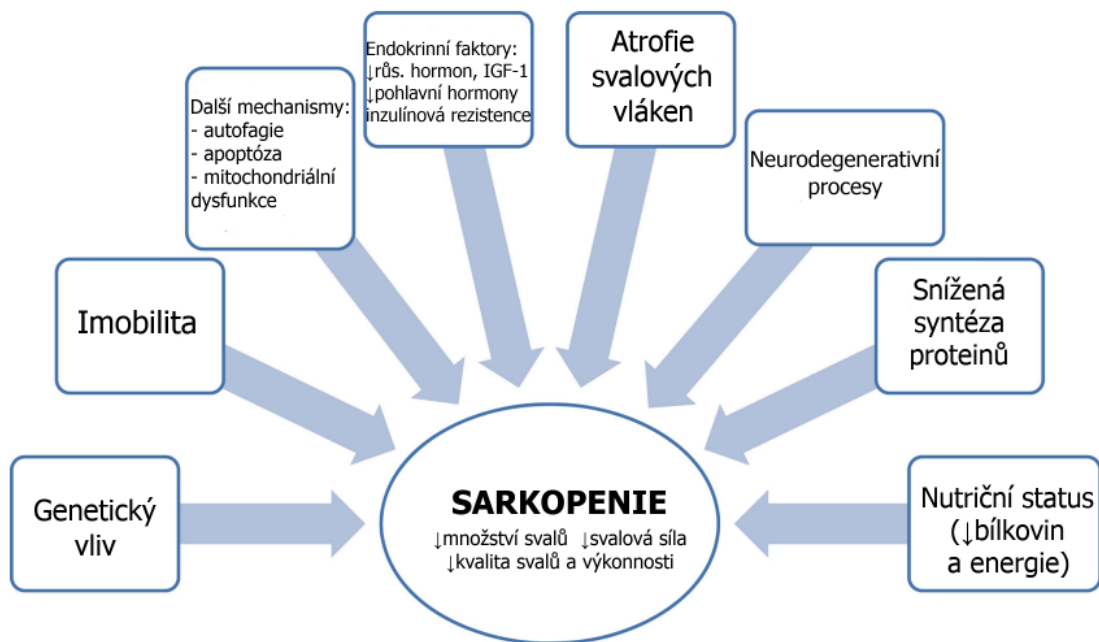 Genetický
vliv
Imobilita
Další mechanismy:
- autofagie
- apoptóza
- mitochondriální
dysfunkce
Endokrinní faktory:
↓růs. hormon, IGF-1
↓pohlavní hormony
inzulínová rezistence
Atrofie
svalových
vláken
Neurodegenerativní
procesy
Snížená
syntéza
proteinů
Nutriční status
(↓bílkovin
a energie)
SARKOPENIE
↓množství svalů ↓svalová síla
↓kvalita svalů a výkonnosti